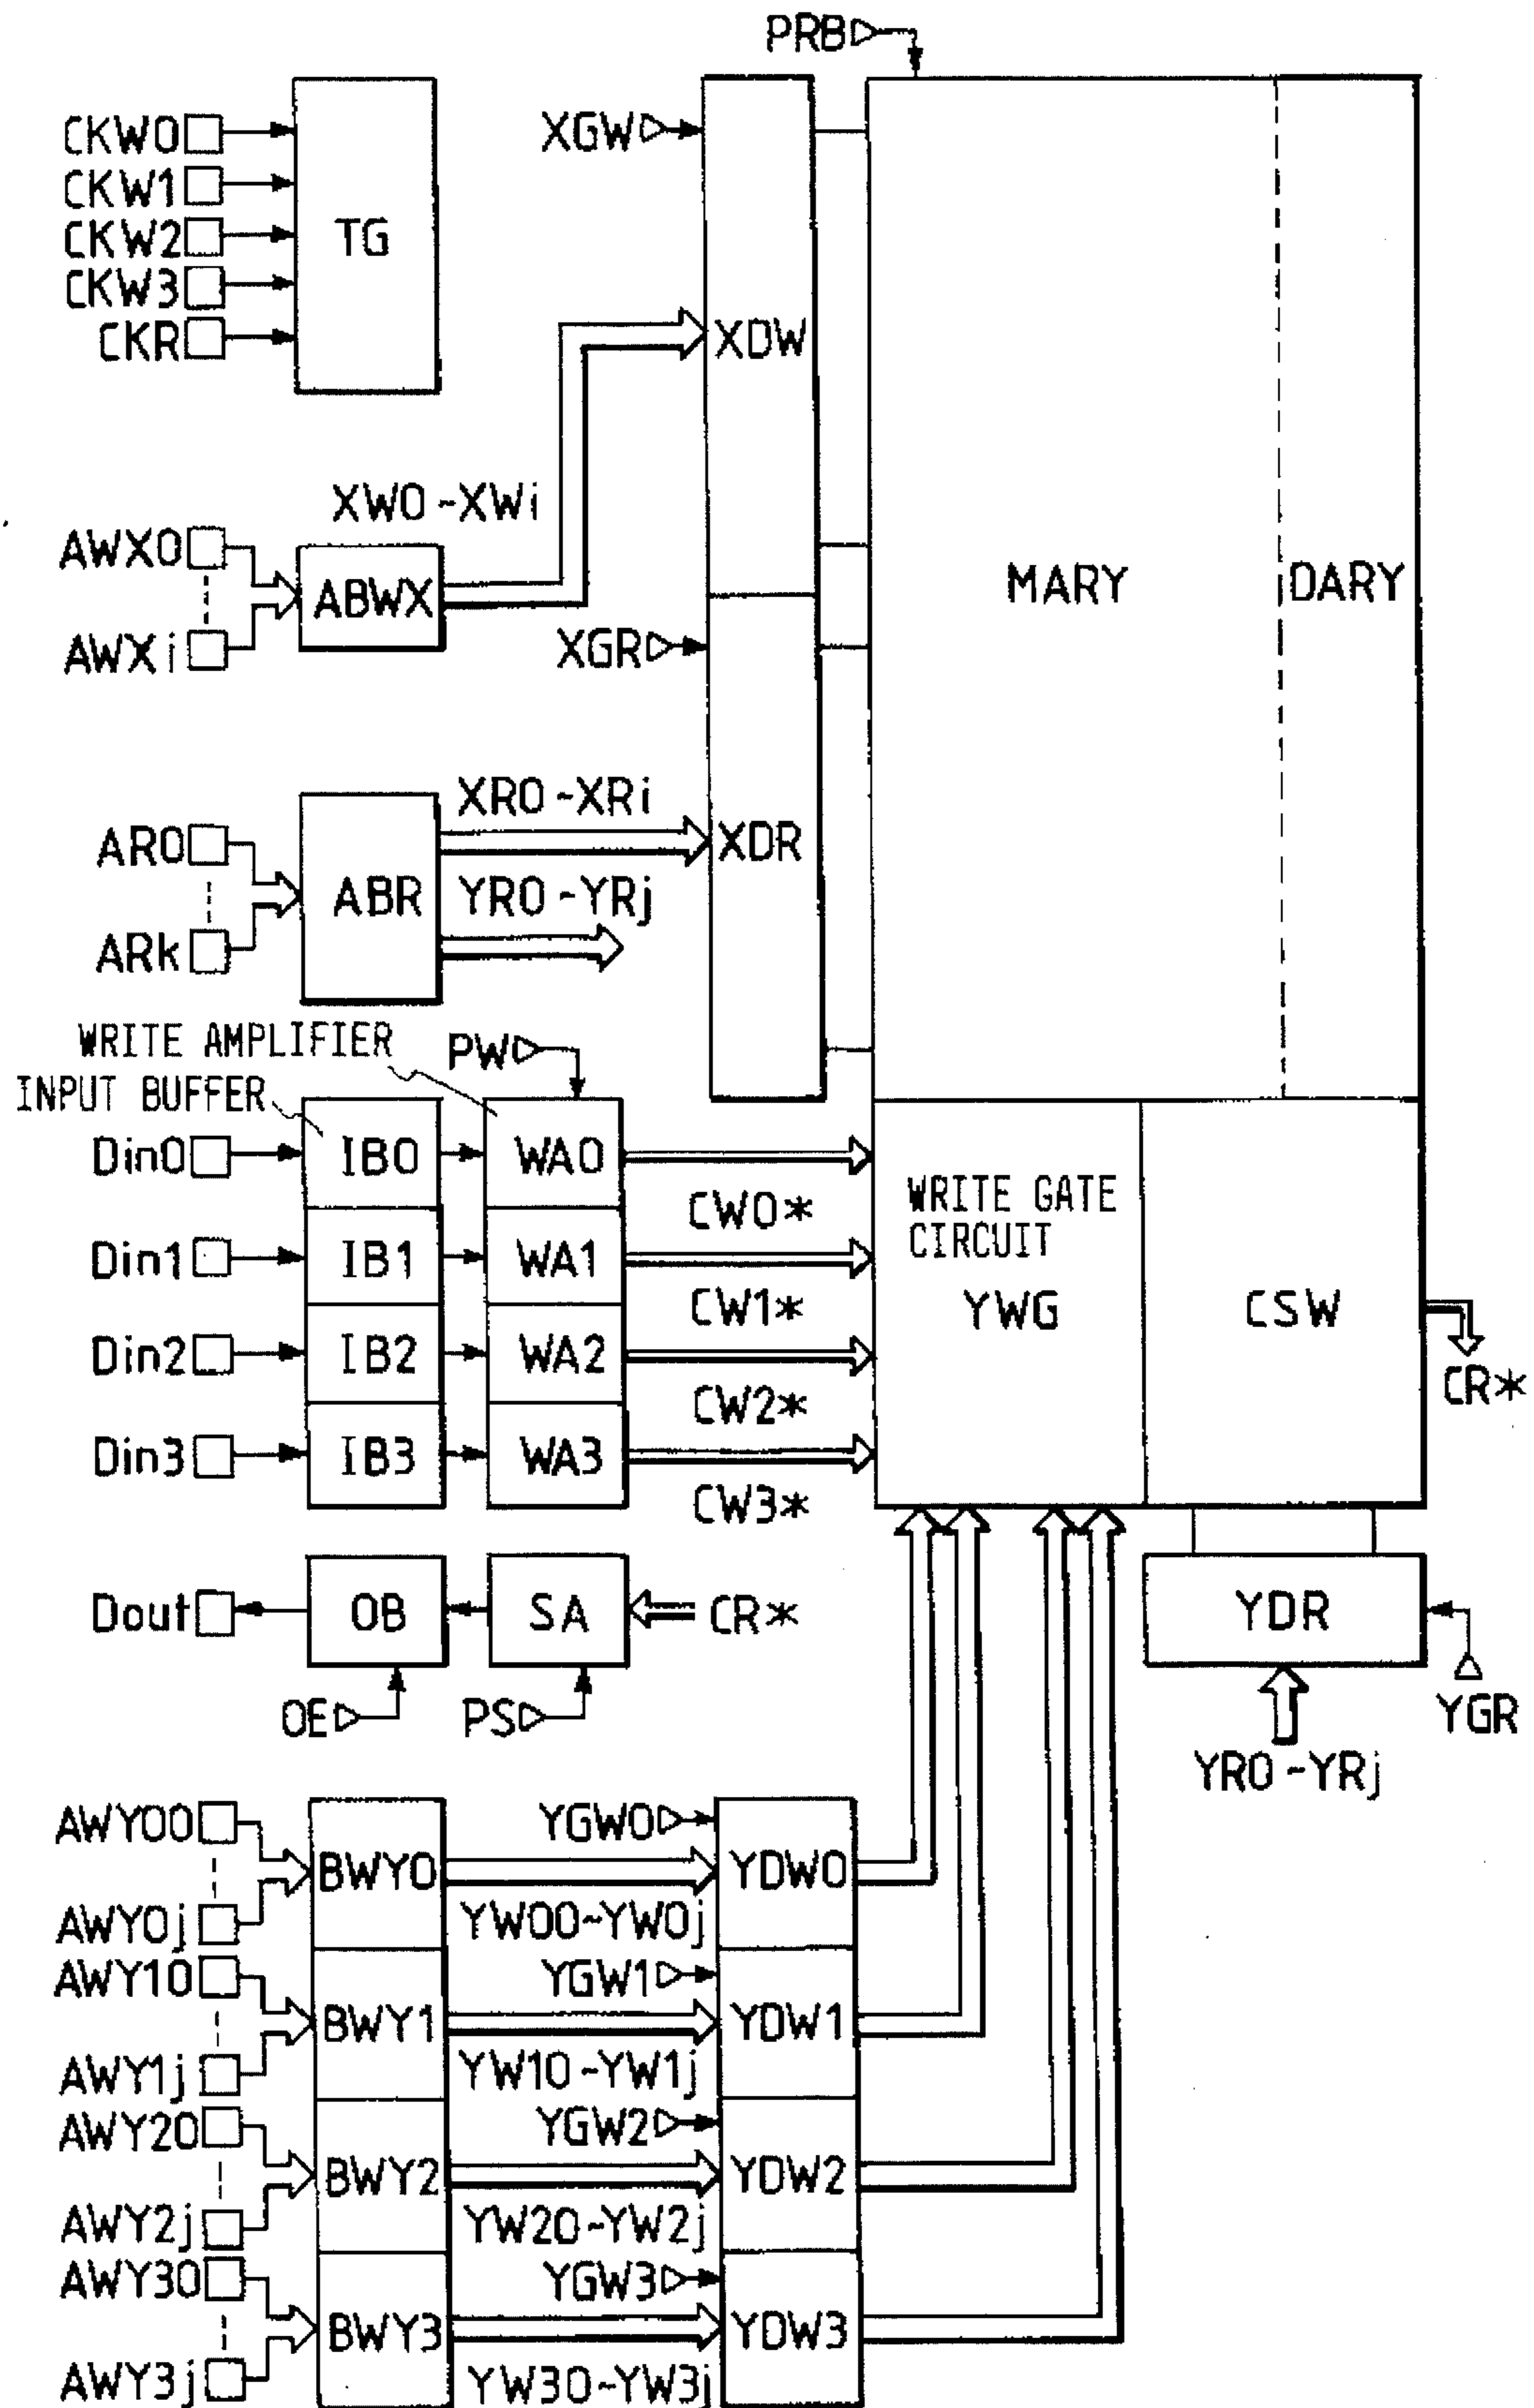 PRB
CKW0
CKW1
CKW2
CKW3
CKR
TG
XGW
XDW
XW0~XWi
AWX0
AWXi
ABWX
XGR
MARY
DARY
AR0
ARk
ABR
XR0~XRi
YR0~YRj
XDR
WRITE AMPLIFIER
INPUT BUFFER
PW
Din0
IB0
WA0
CW0*
Din1
IB1
WA1
CW1*
Din2
IB2
WA2
CW2*
Din3
IB3
WA3
CW3*
WRITE GATE
CIRCUIT
YWG
CSW
CR*
Dout
OB
SA
CR*
OE
PS
YDR
YGR
YR0~YRj
AWY00
AWY0j
BWY0
YGW0
YW00~YW0j
YDW0
AWY10
AWY1j
BWY1
YGW1
YW10~YW1j
YDW1
AWY20
AWY2j
BWY2
YGW2
YW20~YW2j
YDW2
AWY30
AWY3j
BWY3
YGW3
YW30~YW3j
YDW3